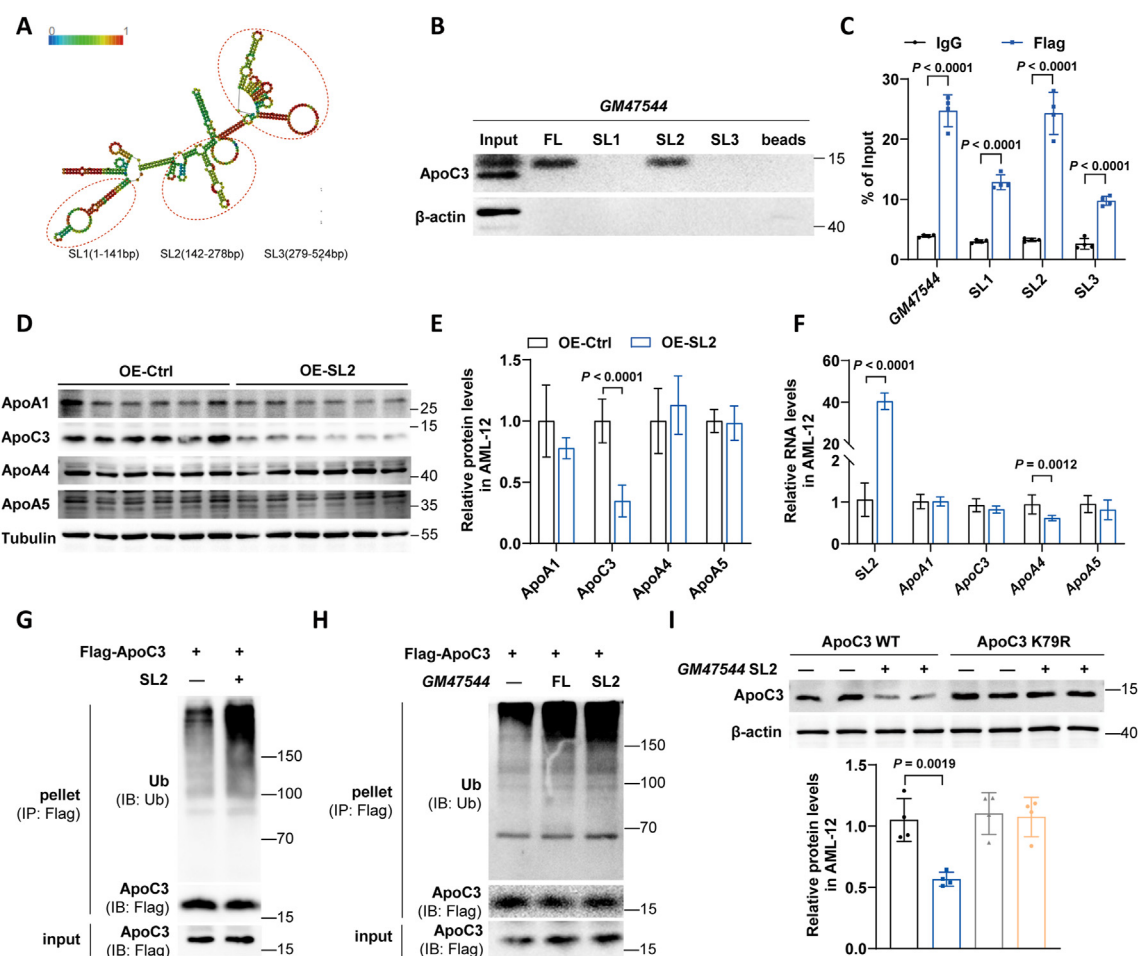 A
0
1
SL1(1-141bp)
SL2(142-278bp)
SL3(279-524bp)
B
GM47544
Input FL SL1 SL2 SL3 beads
ApoC3
15
β-actin
40
C
IgG
Flag
P < 0.0001
P < 0.0001
P < 0.0001
P < 0.0001
% of Input
30
20
10
0
GM47544
SL1
SL2
SL3
D
OE-Ctrl
OE-SL2
ApoA1
25
ApoC3
15
ApoA4
40
ApoA5
35
Tubulin
55
E
OE-Ctrl
OE-SL2
Relative protein levels
in AML-12
1.5
1.0
0.5
0.0
P < 0.0001
ApoA1
ApoC3
ApoA4
ApoA5
F
Relative RNA levels
in AML-12
60
40
20
2
1
0
P < 0.0001
P = 0.0012
SL2
ApoA1
ApoC3
ApoA4
ApoA5
G
Flag-ApoC3 + +
SL2 — +
pellet
(IP: Flag)
Ub
(IB: Ub)
150
100
70
ApoC3
(IB: Flag)
15
input
ApoC3
(IB: Flag)
15
H
Flag-ApoC3 + + +
GM47544 — FL SL2
pellet
(IP: Flag)
Ub
(IB: Ub)
150
100
70
ApoC3
(IB: Flag)
15
input
ApoC3
(IB: Flag)
15
I
ApoC3 WT
ApoC3 K79R
GM47544 SL2 — — + + — — + +
ApoC3
15
β-actin
40
Relative protein levels
in AML-12
1.5
1.0
0.5
0.0
P = 0.0019